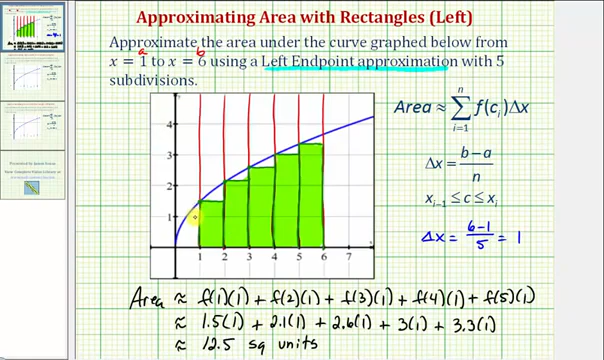 Approximating Area with Rectangles (Left)
Approximate the area under the curve graphed below from
a b
x = 1 to x = 6 using a Left Endpoint approximation with 5
subdivisions.
Area ≈ ∑ᵢ₌₁ⁿ f(cᵢ)Δx
Δx = (b−a)/n
xᵢ₋₁ ≤ c ≤ xᵢ
Δx = (6-1)/5 = 1
4
3
2
1
1 2 3 4 5 6 7
Area ≈ f(1)(1) + f(2)(1) + f(3)(1) + f(4)(1) + f(5)(1)
≈ 1.5(1) + 2.1(1) + 2.6(1) + 3(1) + 3.3(1)
≈ 12.5 sq units